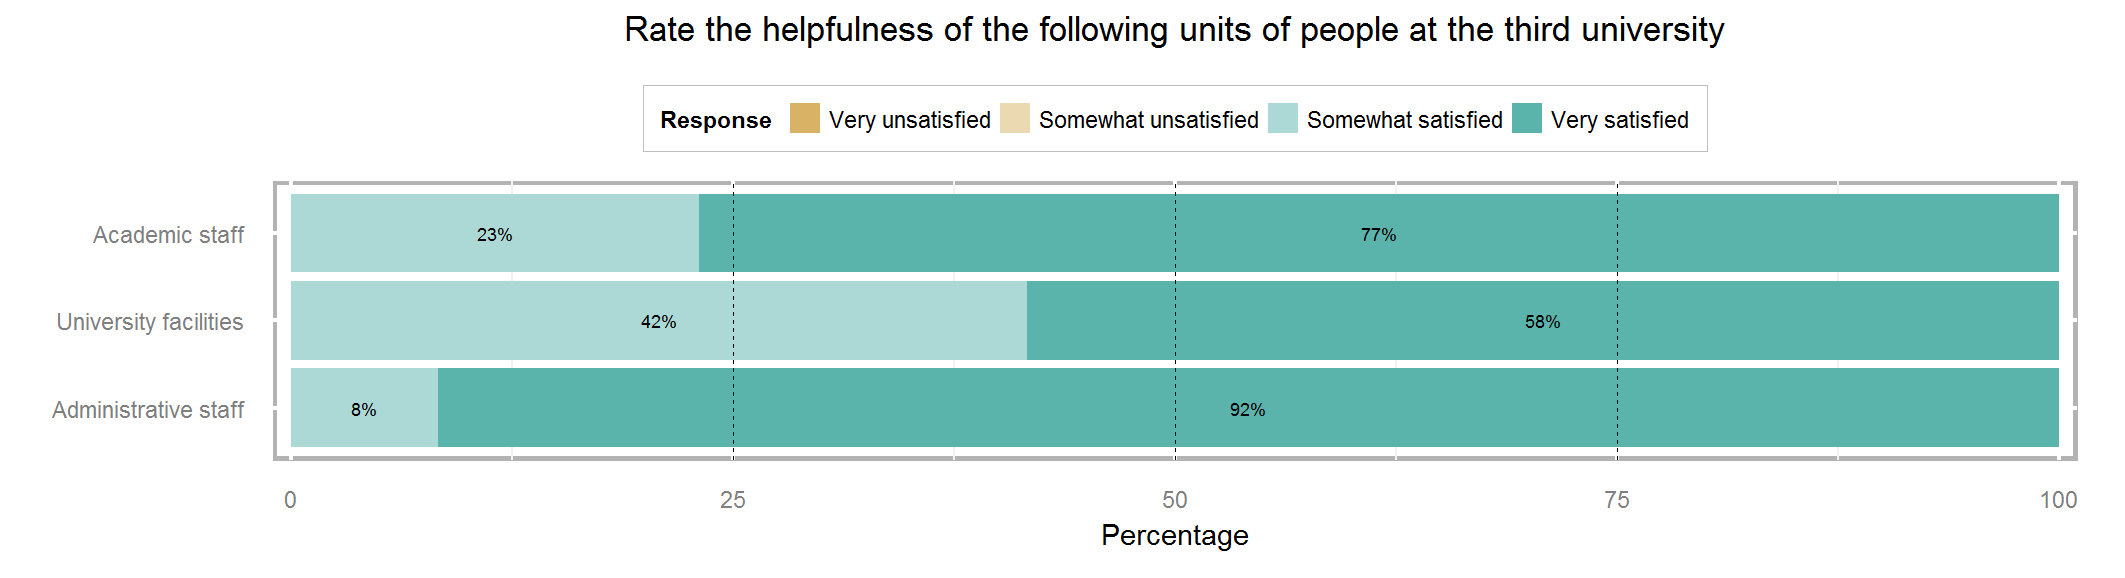 Rate the helpfulness of the following units of people at the third university
Response Very unsatisfied Somewhat unsatisfied Somewhat satisfied Very satisfied
Academic staff 23% 77%
University facilities 42% 58%
Administrative staff 8% 92%
0 25 50 75 100
Percentage